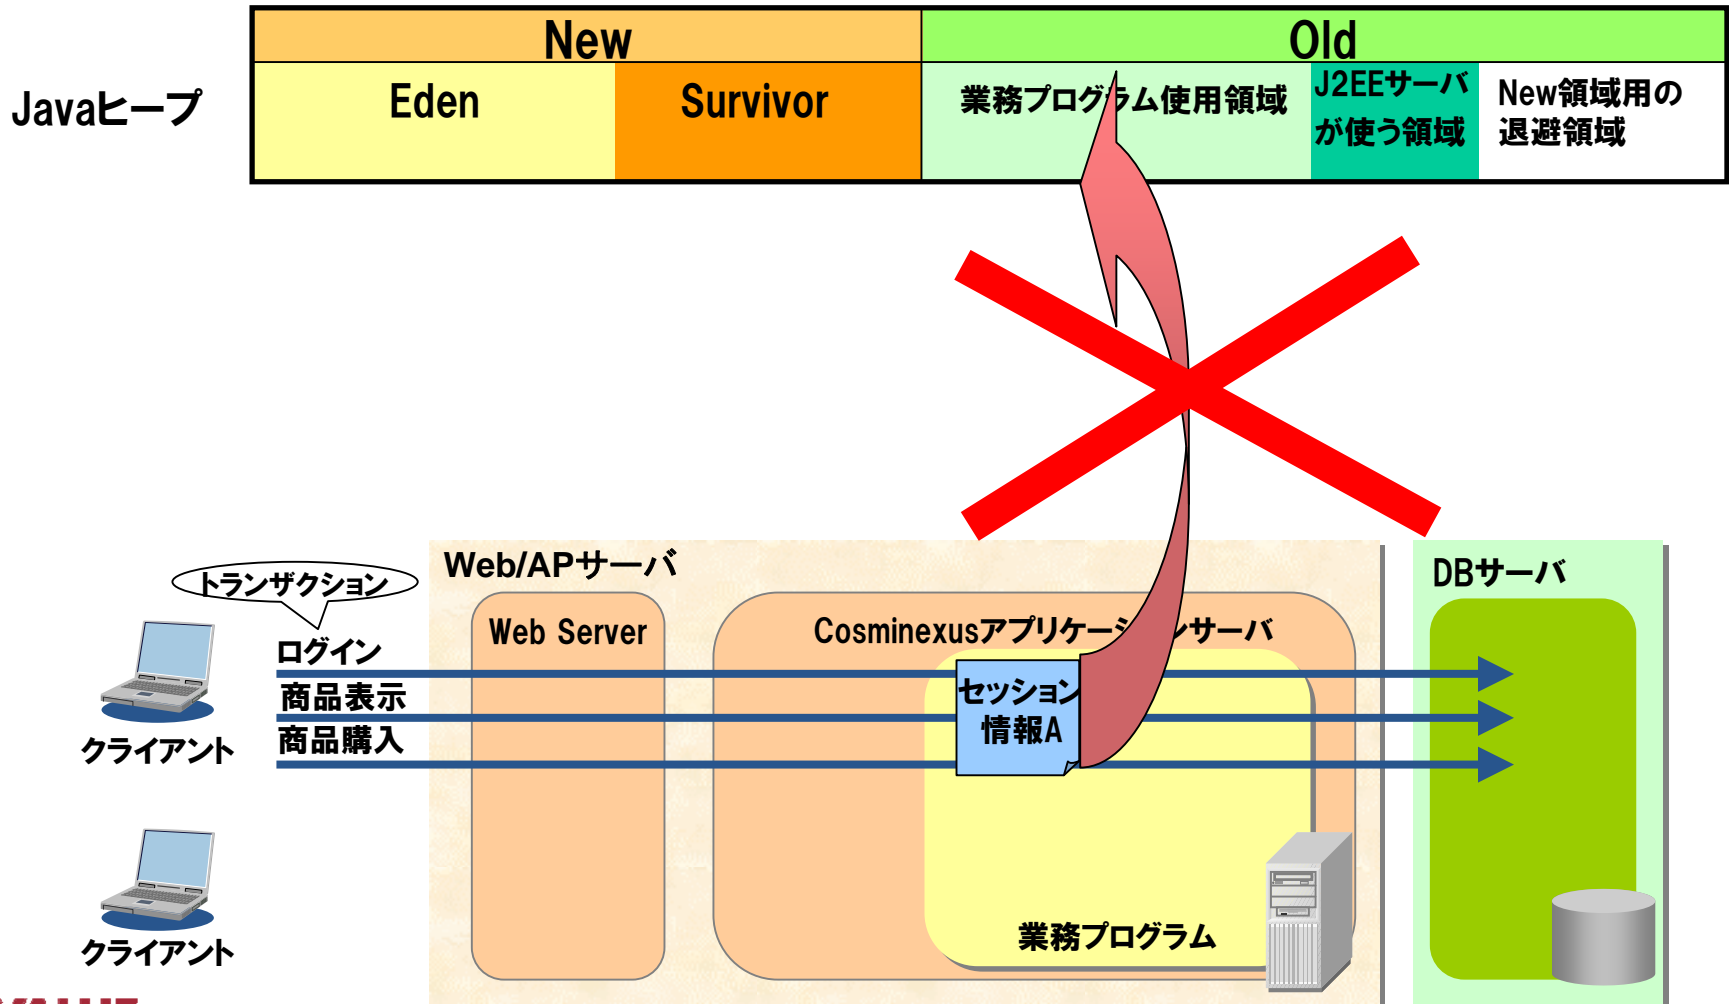 New
Old
Javaヒープ
Eden
Survivor
業務プログラム使用領域
J2EEサーバ
が使う領域
New領域用の
退避領域
Web/APサーバ
DBサーバ
トランザクション
Web Server
Cosminexusアプリケーションサーバ
ログイン
商品表示
商品購入
セッション
情報A
クライアント
業務プログラム
クライアント